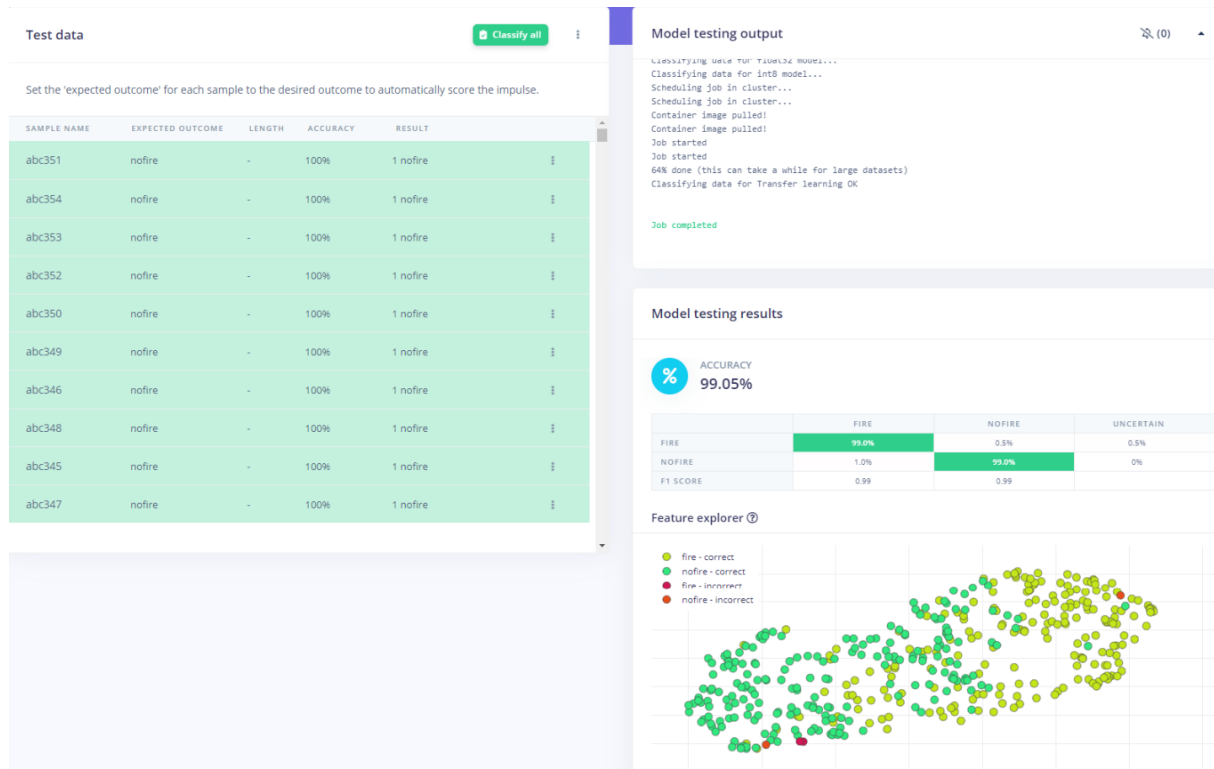 Test data
Classify all
Set the 'expected outcome' for each sample to the desired outcome to automatically score the impulse.
SAMPLE NAME EXPECTED OUTCOME LENGTH ACCURACY RESULT
abc351 nofire - 100% 1 nofire
abc354 nofire - 100% 1 nofire
abc353 nofire - 100% 1 nofire
abc352 nofire - 100% 1 nofire
abc350 nofire - 100% 1 nofire
abc349 nofire - 100% 1 nofire
abc346 nofire - 100% 1 nofire
abc348 nofire - 100% 1 nofire
abc345 nofire - 100% 1 nofire
abc347 nofire - 100% 1 nofire
Model testing output
(0)
Classifying data for float32 model...
Classifying data for int8 model...
Scheduling job in cluster...
Scheduling job in cluster...
Container image pulled!
Container image pulled!
Job started
Job started
64% done (this can take a while for large datasets)
Classifying data for Transfer learning OK
Job completed
Model testing results
%
ACCURACY
99.05%
FIRE NOFIRE UNCERTAIN
FIRE 99.0% 0.5% 0.5%
NOFIRE 1.0% 99.0% 0%
F1 SCORE 0.99 0.99
Feature explorer
fire - correct
nofire - correct
fire - incorrect
nofire - incorrect